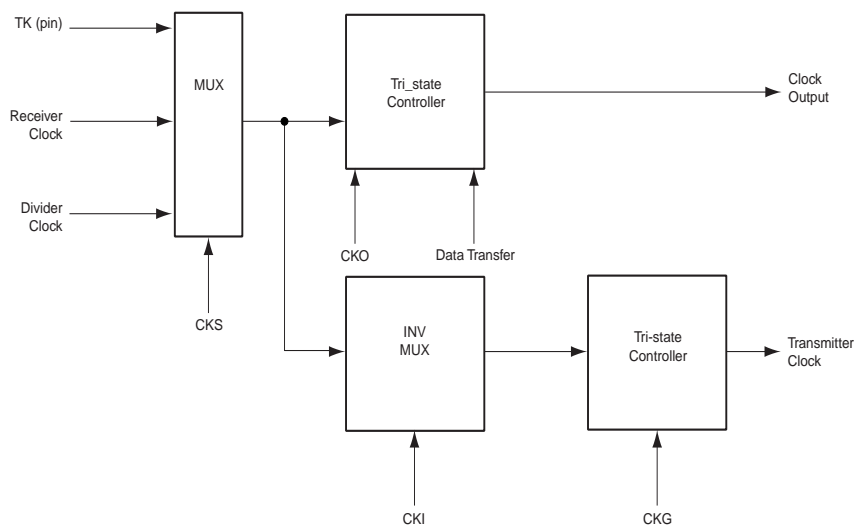 TK (pin)
MUX
Tri_state
Controller
Clock
Output
Receiver
Clock
Divider
Clock
CKO
Data Transfer
CKS
INV
MUX
Tri-state
Controller
Transmitter
Clock
CKI
CKG